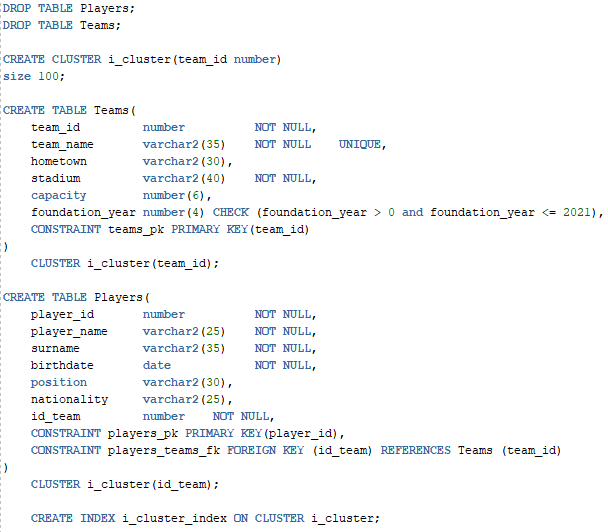 DROP TABLE Players;
DROP TABLE Teams;
CREATE CLUSTER i_cluster(team_id number)
size 100;
CREATE TABLE Teams(
team_id number NOT NULL,
team_name varchar2(35) NOT NULL UNIQUE,
hometown varchar2(30),
stadium varchar2(40) NOT NULL,
capacity number(6),
foundation_year number(4) CHECK (foundation_year > 0 and foundation_year <= 2021),
CONSTRAINT teams_pk PRIMARY KEY(team_id)
)
CLUSTER i_cluster(team_id);
CREATE TABLE Players(
player_id number NOT NULL,
player_name varchar2(25) NOT NULL,
surname varchar2(35) NOT NULL,
birthdate date NOT NULL,
position varchar2(30),
nationality varchar2(25),
id_team number NOT NULL,
CONSTRAINT players_pk PRIMARY KEY(player_id),
CONSTRAINT players_teams_fk FOREIGN KEY (id_team) REFERENCES Teams (team_id)
)
CLUSTER i_cluster(id_team);
CREATE INDEX i_cluster_index ON CLUSTER i_cluster;